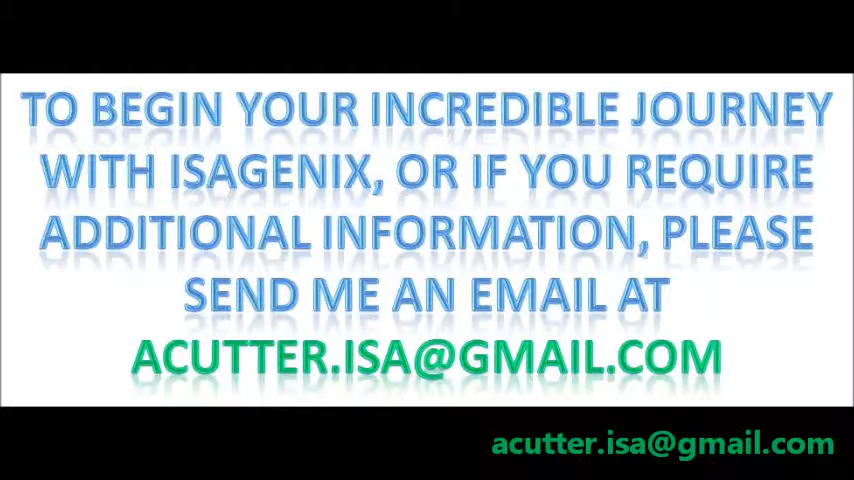 TO BEGIN YOUR INCREDIBLE JOURNEY
WITH ISAGENIX, OR IF YOU REQUIRE
ADDITIONAL INFORMATION, PLEASE
SEND ME AN EMAIL AT
ACUTTER.ISA@GMAIL.COM
acutter.isa@gmail.com